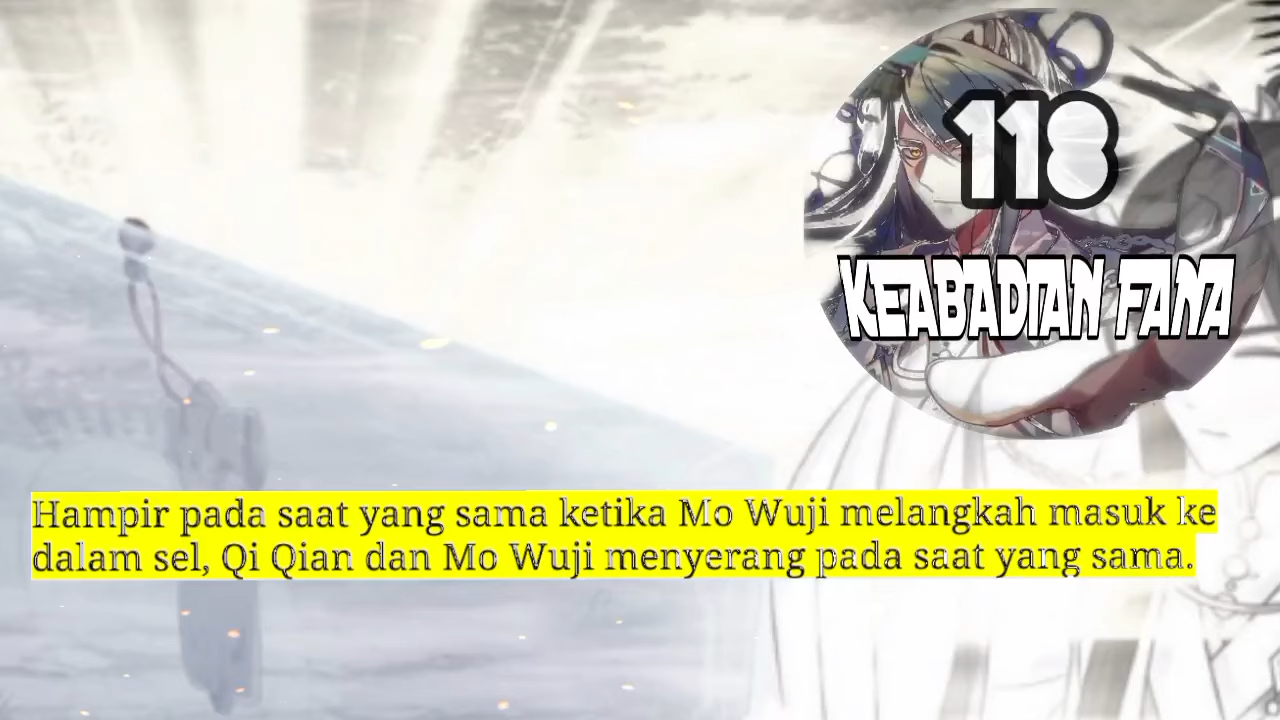 118
KEABADIAN FANA
Hampir pada saat yang sama ketika Mo Wuji melangkah masuk ke
dalam sel, Qi Qian dan Mo Wuji menyerang pada saat yang sama.